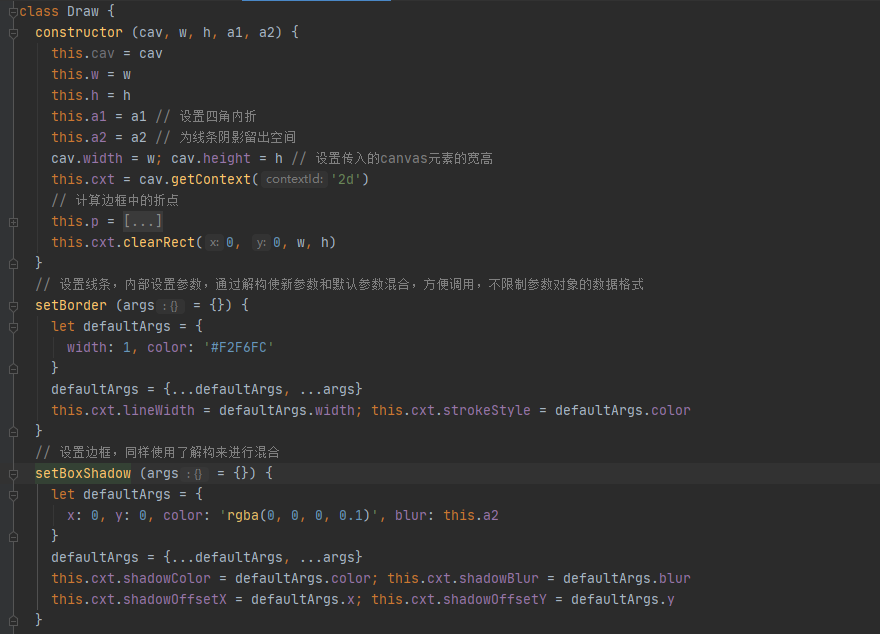 class Draw {
constructor (cav, w, h, a1, a2) {
this.cav = cav
this.w = w
this.h = h
this.a1 = a1 // 设置四角内折
this.a2 = a2 // 为线条阴影留出空间
cav.width = w; cav.height = h // 设置传入的canvas元素的宽高
this.cxt = cav.getContext( contextId: '2d')
// 计算边框中的折点
this.p = [...]
this.cxt.clearRect( x: 0, y: 0, w, h)
}
// 设置线条，内部设置参数，通过解构使新参数和默认参数混合，方便调用，不限制参数对象的数据格式
setBorder (args : {} = {}) {
let defaultArgs = {
width: 1, color: '#F2F6FC'
}
defaultArgs = {...defaultArgs, ...args}
this.cxt.lineWidth = defaultArgs.width; this.cxt.strokeStyle = defaultArgs.color
}
// 设置边框，同样使用了解构来进行混合
setBoxShadow (args : {} = {}) {
let defaultArgs = {
x: 0, y: 0, color: 'rgba(0, 0, 0, 0.1)', blur: this.a2
}
defaultArgs = {...defaultArgs, ...args}
this.cxt.shadowColor = defaultArgs.color; this.cxt.shadowBlur = defaultArgs.blur
this.cxt.shadowOffsetX = defaultArgs.x; this.cxt.shadowOffsetY = defaultArgs.y
}